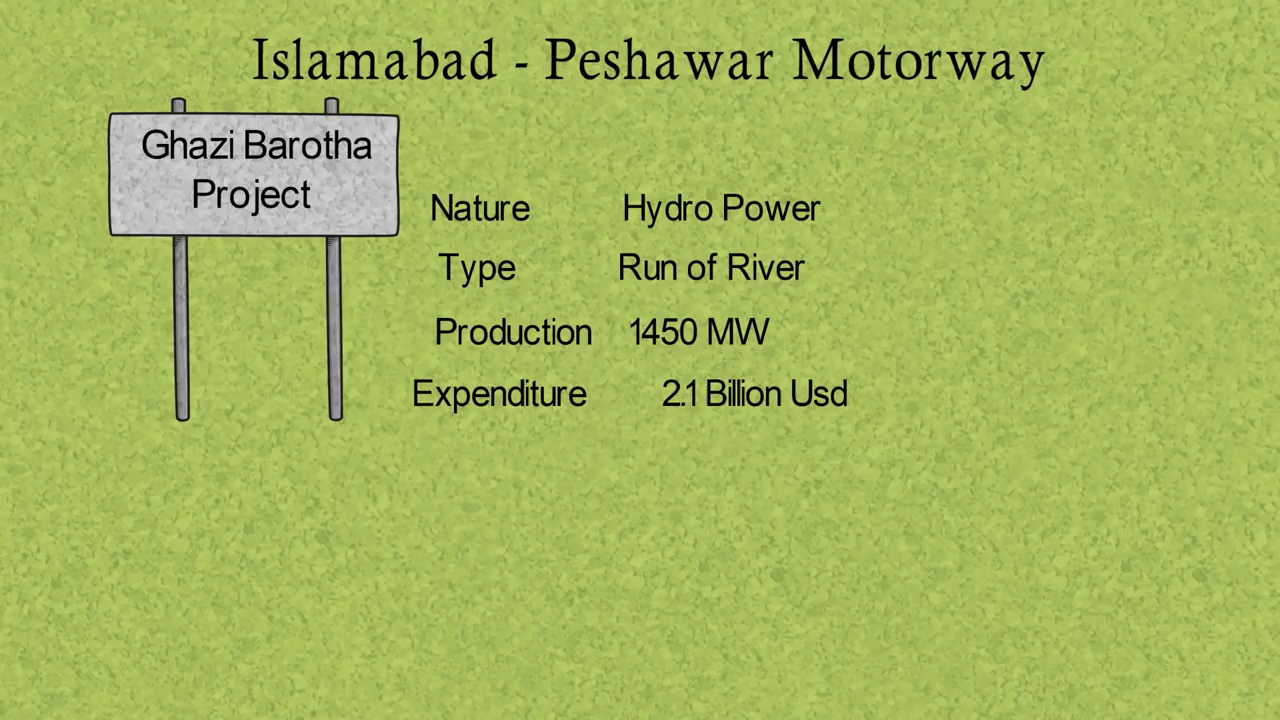 Islamabad - Peshawar Motorway
Ghazi Barotha
Project
Nature Hydro Power
Type Run of River
Production 1450 MW
Expenditure 2.1 Billion Usd